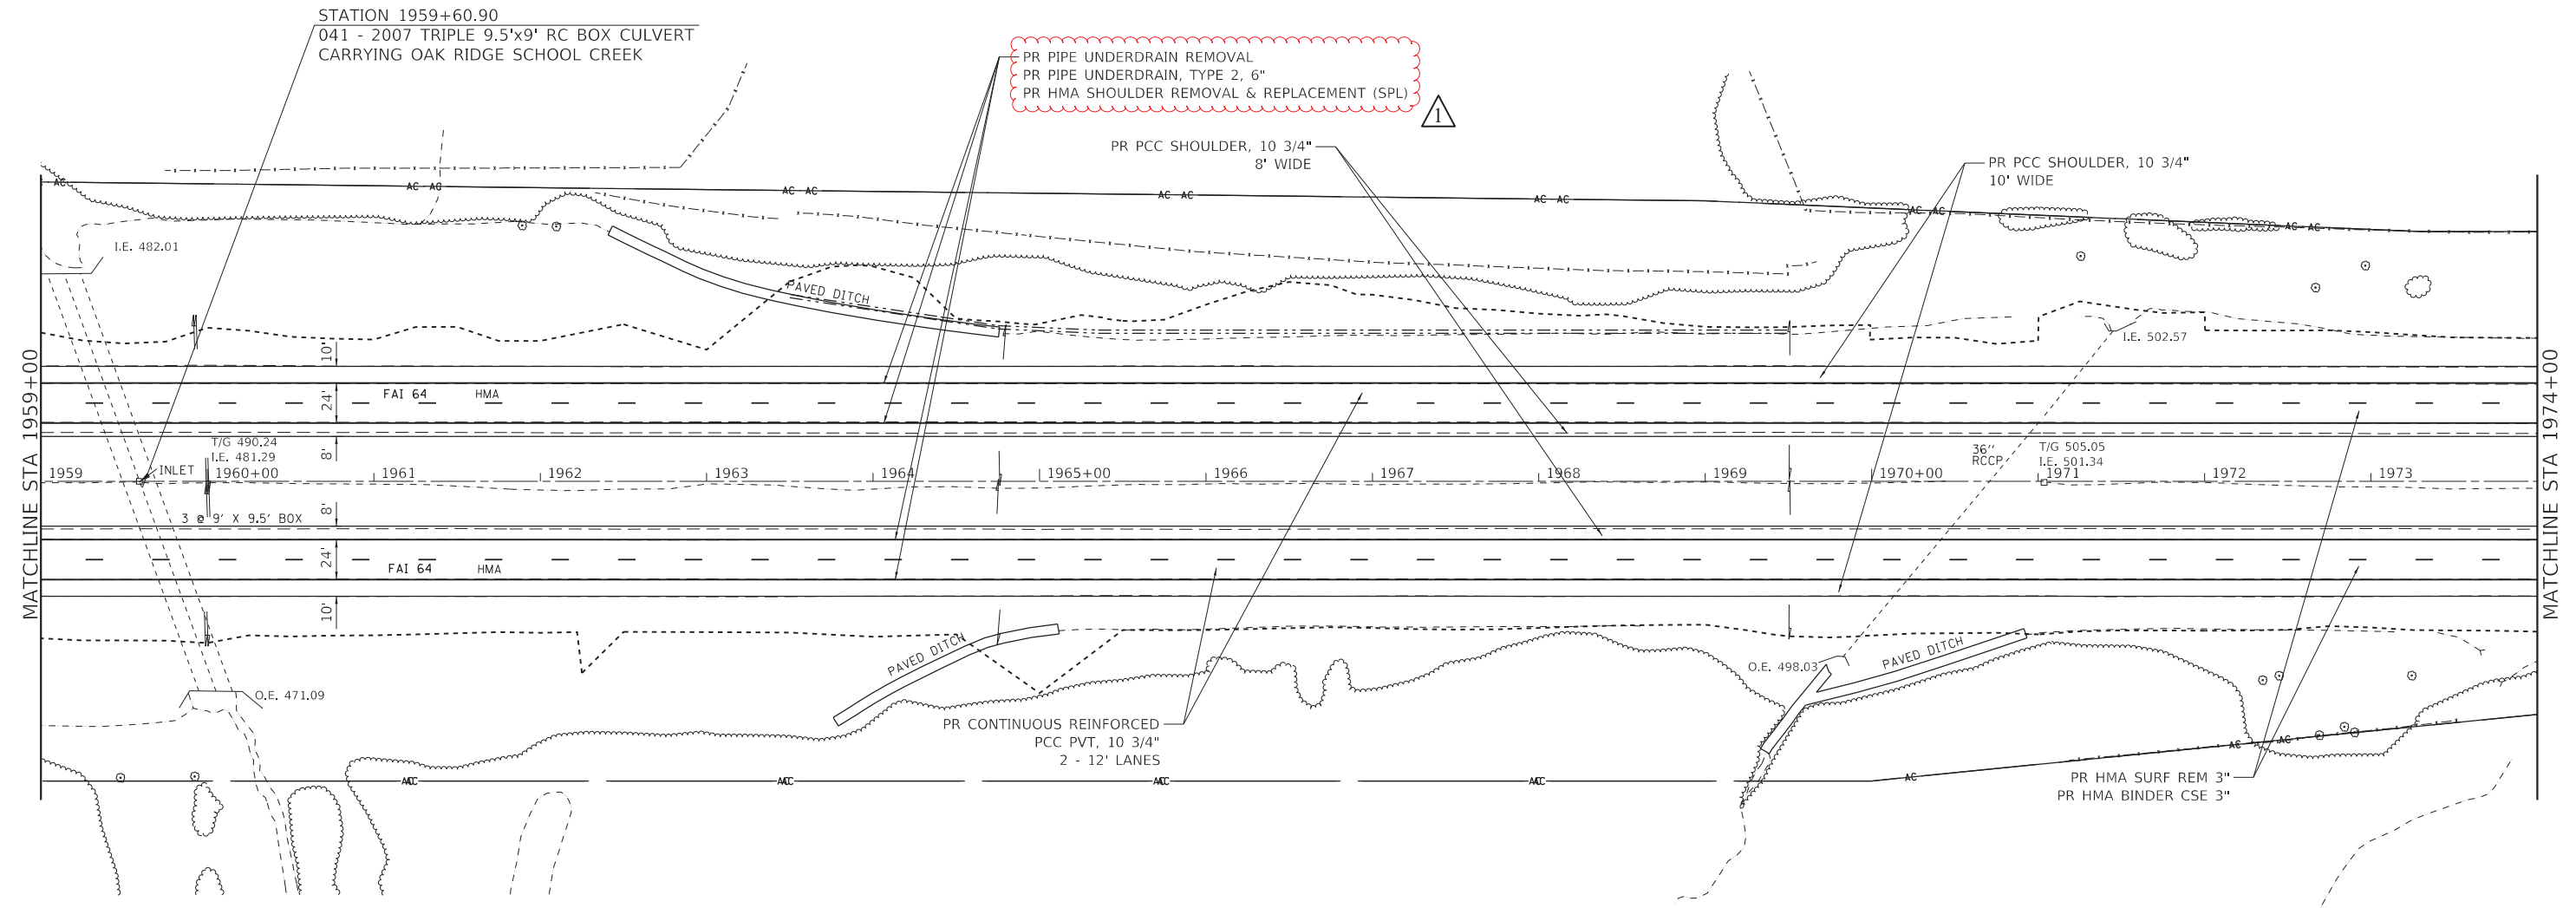 STATION 1959+60.90
041 - 2007 TRIPLE 9.5'x9' RC BOX CULVERT
CARRYING OAK RIDGE SCHOOL CREEK
PR PIPE UNDERDRAIN REMOVAL
PR PIPE UNDERDRAIN, TYPE 2, 6"
PR HMA SHOULDER REMOVAL & REPLACEMENT (SPL)
1
PR PCC SHOULDER, 10 3/4"
8' WIDE
PR PCC SHOULDER, 10 3/4"
10' WIDE
AC
AC AC
AC AC
AC AC
AC AC
AC AC
AC AC
I.E. 482.01
PAVED DITCH
I.E. 502.57
MATCHLINE STA 1959+00
MATCHLINE STA 1974+00
10'
24'
8'
FAI 64 HMA
T/G 490.24
I.E. 481.29
INLET
36"
RCCP
T/G 505.05
I.E. 501.34
1959
1960+00
1961
1962
1963
1964
1965+00
1966
1967
1968
1969
1970+00
1971
1972
1973
3 @ 9' X 9.5' BOX
8'
24'
10'
FAI 64 HMA
PAVED DITCH
O.E. 498.03
PAVED DITCH
O.E. 471.09
PR CONTINUOUS REINFORCED
PCC PVT, 10 3/4"
2 - 12' LANES
AC AC
AC
PR HMA SURF REM 3"
PR HMA BINDER CSE 3"